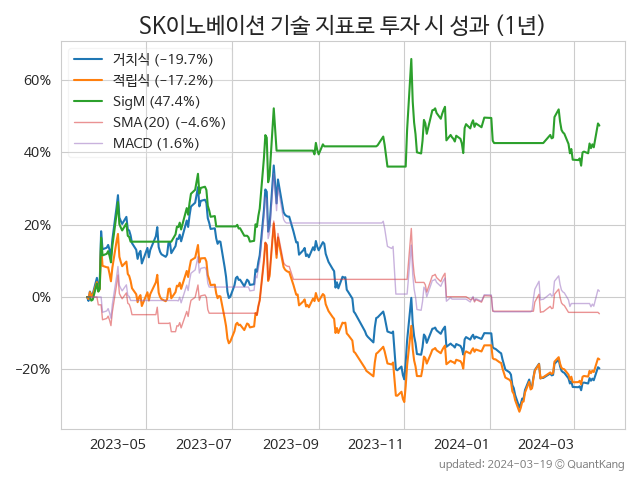 SK이노베이션 기술 지표로 투자 시 성과 (1년)
거치식 (−19.7%)
적립식 (−17.2%)
SigM (47.4%)
SMA(20) (−4.6%)
MACD (1.6%)
60%
40%
20%
0%
−20%
2023-05
2023-07
2023-09
2023-11
2024-01
2024-03
updated: 2024-03-19 © QuantKang